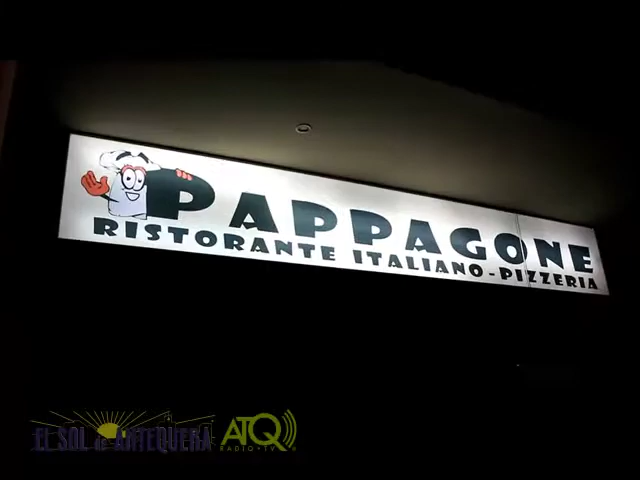 PAPPAGONE
RISTORANTE ITALIANO-PIZZERIA
EL SOL de ANTEQUERA
ATQ
RADIO•TV